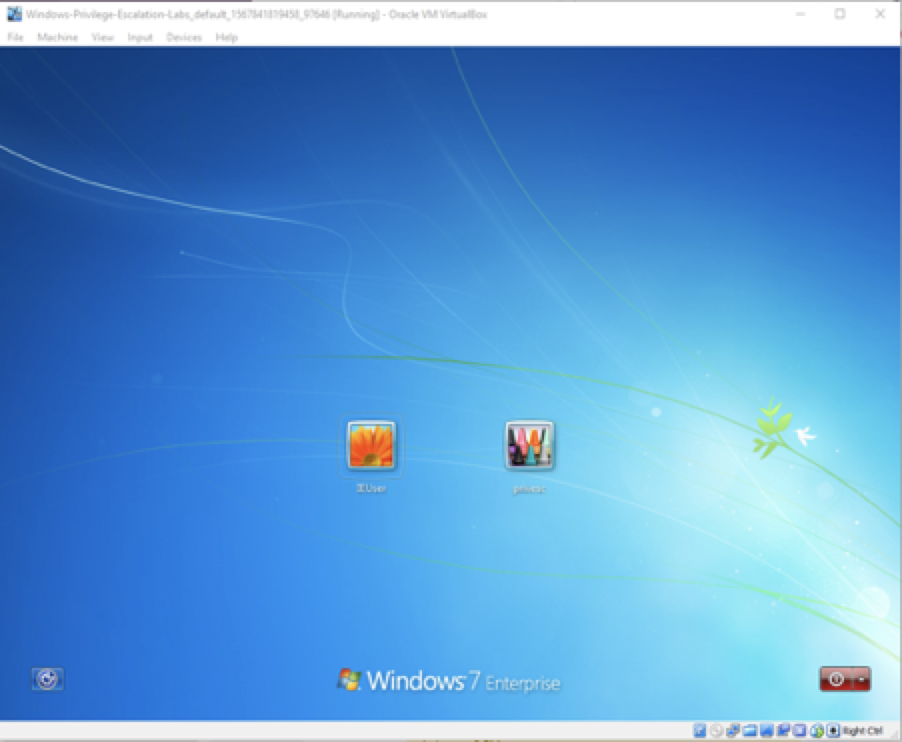 Windows-Privilege-Escalation-Labs_default_1567841819458_97646 [Running] - Oracle VM VirtualBox
File Machine View Input Devices Help
IEUser privesc
Windows 7 Enterprise
Right Ctrl